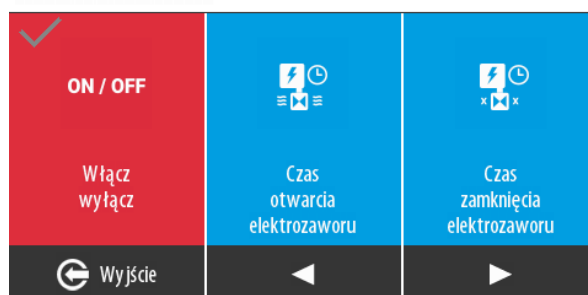 ON / OFF
Włącz
wyłącz
Czas
otwarcia
elektrozaworu
Czas
zamknięcia
elektrozaworu
Wyjście